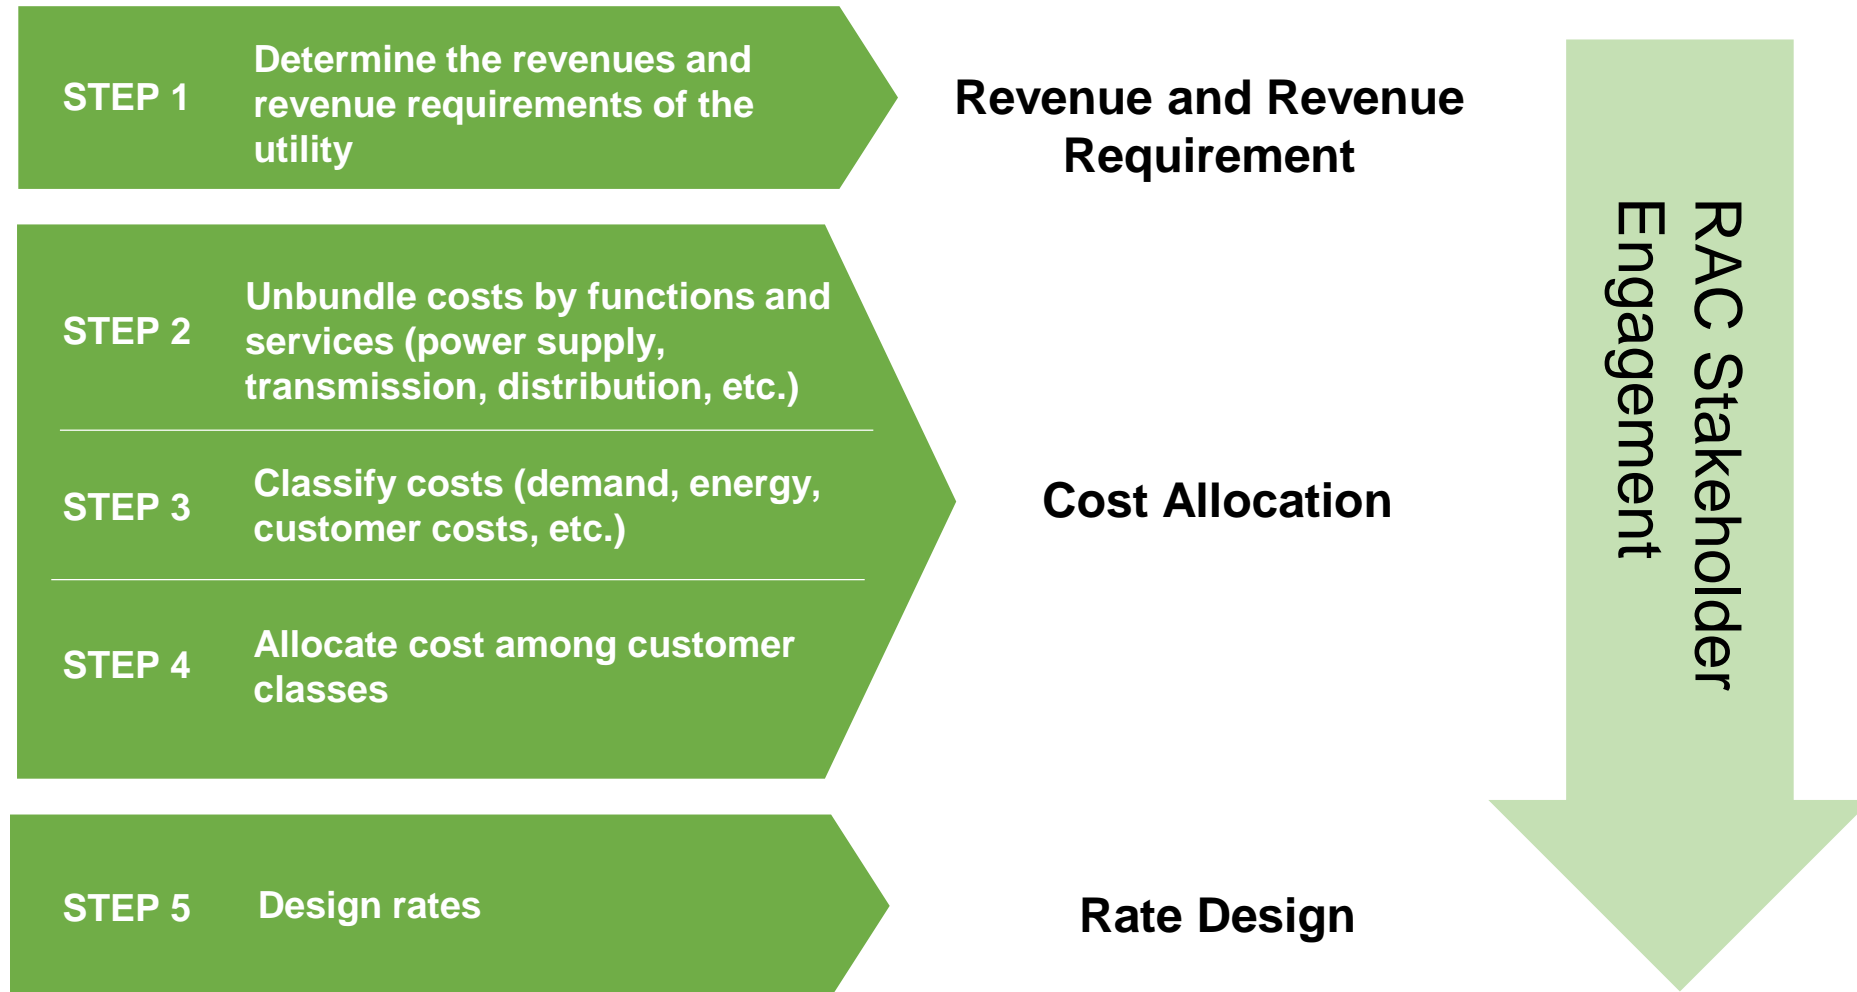 STEP 1
Determine the revenues and
revenue requirements of the
utility
Revenue and Revenue
Requirement
STEP 2
Unbundle costs by functions and
services (power supply,
transmission, distribution, etc.)
STEP 3
Classify costs (demand, energy,
customer costs, etc.)
STEP 4
Allocate cost among customer
classes
Cost Allocation
STEP 5
Design rates
Rate Design
RAC Stakeholder
Engagement